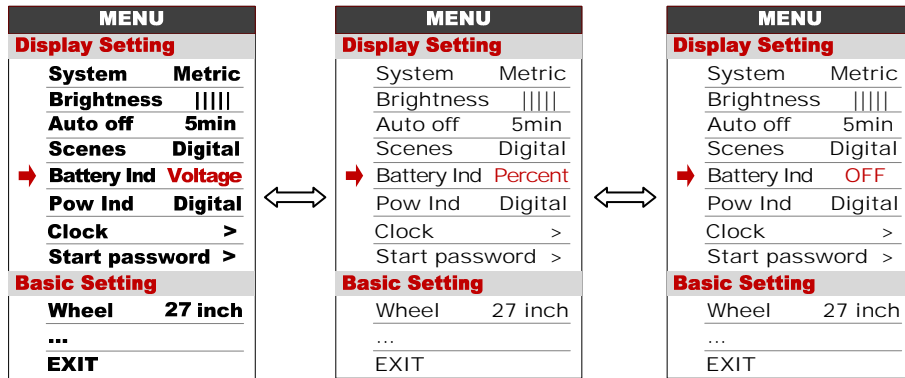 MENU
Display Setting
System Metric
Brightness |||||
Auto off 5min
Scenes Digital
Battery Ind Voltage
Pow Ind Digital
Clock >
Start password >
Basic Setting
Wheel 27 inch
...
EXIT
MENU
Display Setting
System Metric
Brightness |||||
Auto off 5min
Scenes Digital
Battery Ind Percent
Pow Ind Digital
Clock >
Start password >
Basic Setting
Wheel 27 inch
...
EXIT
MENU
Display Setting
System Metric
Brightness |||||
Auto off 5min
Scenes Digital
Battery Ind OFF
Pow Ind Digital
Clock >
Start password >
Basic Setting
Wheel 27 inch
...
EXIT